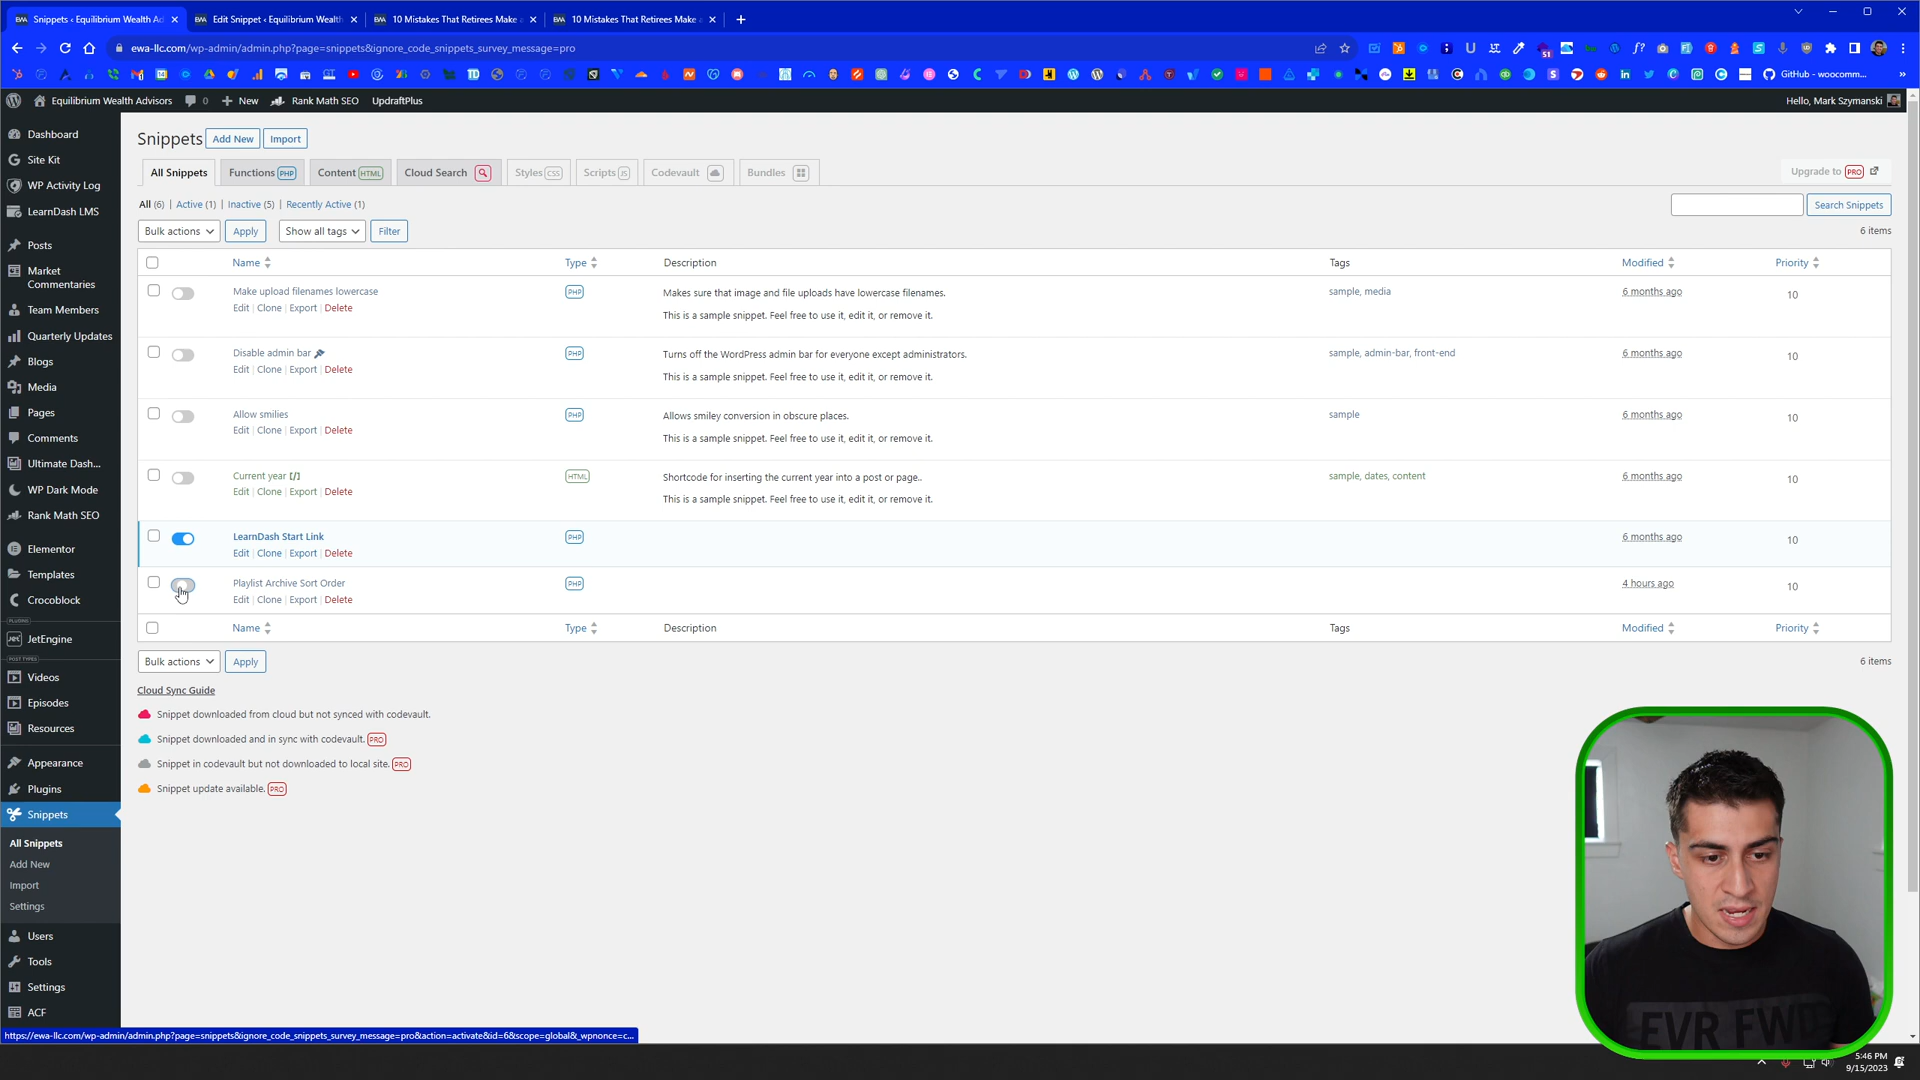 Snippets ‹ Equilibrium Wealth Ad
Edit Snippet ‹ Equilibrium Wealth
10 Mistakes That Retirees Make
10 Mistakes That Retirees Make
ewa-llc.com/wp-admin/admin.php?page=snippets&ignore_code_snippets_survey_message=pro
GitHub - woocomm...
Equilibrium Wealth Advisors
0
New
Rank Math SEO
UpdraftPlus
Hello, Mark Szymanski
Dashboard
Site Kit
WP Activity Log
LearnDash LMS
Posts
Market
Commentaries
Team Members
Quarterly Updates
Blogs
Media
Pages
Comments
Ultimate Dash...
WP Dark Mode
Rank Math SEO
Elementor
Templates
Crocoblock
JetEngine
Videos
Episodes
Resources
Appearance
Plugins
Snippets
All Snippets
Add New
Import
Settings
Users
Tools
Settings
ACF
Snippets Add New Import
All Snippets Functions PHP Content HTML Cloud Search Styles CSS Scripts JS Codevault Bundles Upgrade to PRO
All (6) | Active (1) | Inactive (5) | Recently Active (1)
Search Snippets
Bulk actions Apply Show all tags Filter
6 items
Name Type Description Tags Modified Priority
Make upload filenames lowercase PHP Makes sure that image and file uploads have lowercase filenames. sample, media 6 months ago 10
Edit | Clone | Export | Delete This is a sample snippet. Feel free to use it, edit it, or remove it.
Disable admin bar PHP Turns off the WordPress admin bar for everyone except administrators. sample, admin-bar, front-end 6 months ago 10
Edit | Clone | Export | Delete This is a sample snippet. Feel free to use it, edit it, or remove it.
Allow smilies PHP Allows smiley conversion in obscure places. sample 6 months ago 10
Edit | Clone | Export | Delete This is a sample snippet. Feel free to use it, edit it, or remove it.
Current year [/] HTML Shortcode for inserting the current year into a post or page.. sample, dates, content 6 months ago 10
Edit | Clone | Export | Delete This is a sample snippet. Feel free to use it, edit it, or remove it.
LearnDash Start Link PHP 6 months ago 10
Edit | Clone | Export | Delete
Playlist Archive Sort Order PHP 4 hours ago 10
Edit | Clone | Export | Delete
Name Type Description Tags Modified Priority
Bulk actions Apply
6 items
Cloud Sync Guide
Snippet downloaded from cloud but not synced with codevault.
Snippet downloaded and in sync with codevault. PRO
Snippet in codevault but not downloaded to local site. PRO
Snippet update available. PRO
https://ewa-llc.com/wp-admin/admin.php?page=snippets&ignore_code_snippets_survey_message=pro&action=activate&id=6&scope=global&_wpnonce=c...
EVR FWD
5:46 PM
9/15/2023